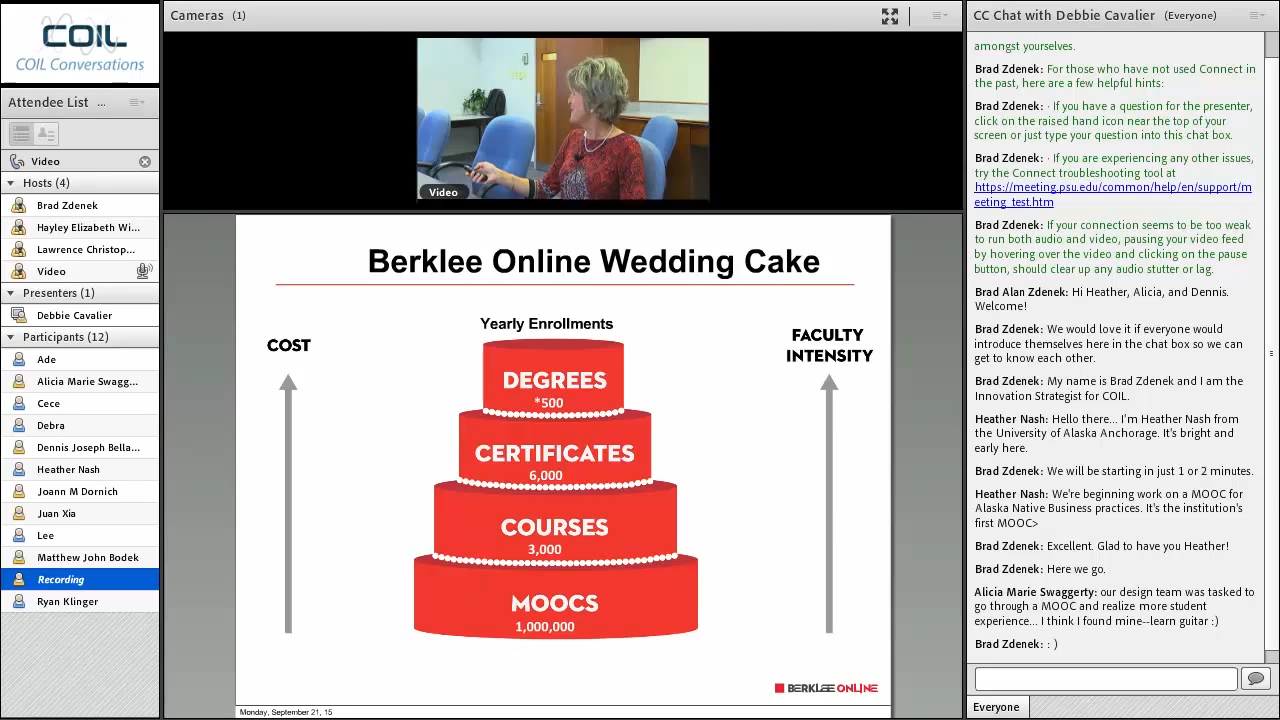 COIL
COIL Conversations
Attendee List ...
Video
Hosts (4)
Brad Zdenek
Hayley Elizabeth Wi...
Lawrence Christop...
Video
Presenters (1)
Debbie Cavalier
Participants (12)
Ade
Alicia Marie Swagg...
Cece
Debra
Dennis Joseph Bella...
Heather Nash
Joann M Dornich
Juan Xia
Lee
Matthew John Bodek
Recording
Ryan Klinger
Cameras (1)
Video
Berklee Online Wedding Cake
Yearly Enrollments
COST
FACULTY
INTENSITY
DEGREES
*500
CERTIFICATES
6,000
COURSES
3,000
MOOCS
1,000,000
BERKLEE ONLINE
Monday, September 21, 15
CC Chat with Debbie Cavalier (Everyone)
amongst yourselves.
Brad Zdenek: For those who have not used Connect in
the past, here are a few helpful hints:
Brad Zdenek: · If you have a question for the presenter,
click on the raised hand icon near the top of your
screen or just type your question into this chat box.
Brad Zdenek: · If you are experiencing any other issues,
try the Connect troubleshooting tool at
https://meeting.psu.edu/common/help/en/support/m
eeting_test.htm
Brad Zdenek: If your connection seems to be too weak
to run both audio and video, pausing your video feed
by hovering over the video and clicking on the pause
button, should clear up any audio stutter or lag.
Brad Alan Zdenek: Hi Heather, Alicia, and Dennis.
Welcome!
Brad Zdenek: We would love it if everyone would
introduce themselves here in the chat box so we can
get to know each other.
Brad Zdenek: My name is Brad Zdenek and I am the
Innovation Strategist for COIL.
Heather Nash: Hello there... I'm Heather Nash from
the University of Alaska Anchorage. It's bright and
early here.
Brad Zdenek: We will be starting in just 1 or 2 minutes.
Heather Nash: We're beginning work on a MOOC for
Alaska Native Business practices. It's the institution's
first MOOC>
Brad Zdenek: Excellent. Glad to have you Heather!
Brad Zdenek: Here we go.
Alicia Marie Swaggerty: our design team was tasked to
go through a MOOC and realize more student
experience... I think I found mine--learn guitar :)
Brad Zdenek: : )
Everyone